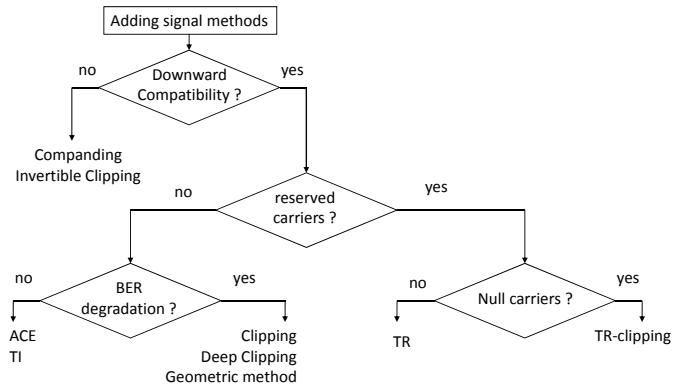 Adding signal methods
no
Downward
Compatibility ?
yes
Companding
Invertible Clipping
no
reserved
carriers ?
yes
no
BER
degradation ?
yes
no
Null carriers ?
yes
ACE
TI
Clipping
Deep Clipping
Geometric method
TR
TR-clipping